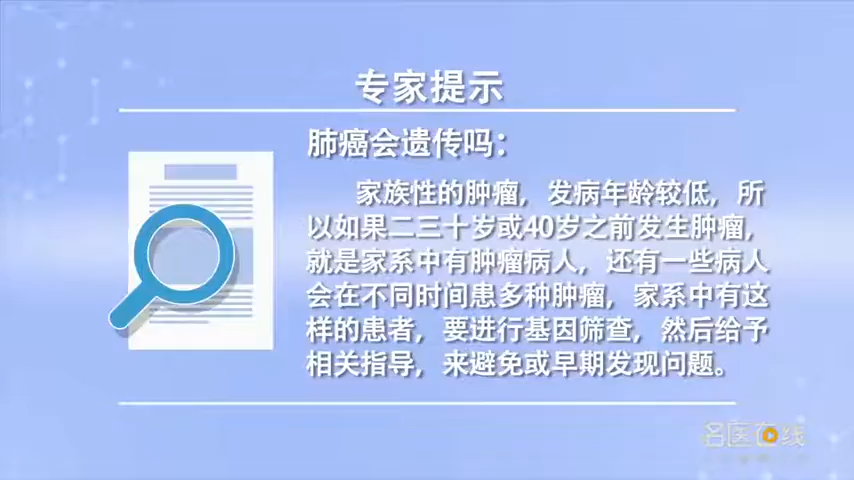 专家提示
肺癌会遗传吗：
家族性的肿瘤，发病年龄较低，所
以如果二三十岁或40岁之前发生肿瘤，
就是家系中有肿瘤病人，还有一些病人
会在不同时间患多种肿瘤，家系中有这
样的患者，要进行基因筛查，然后给予
相关指导，来避免或早期发现问题。
名医在线